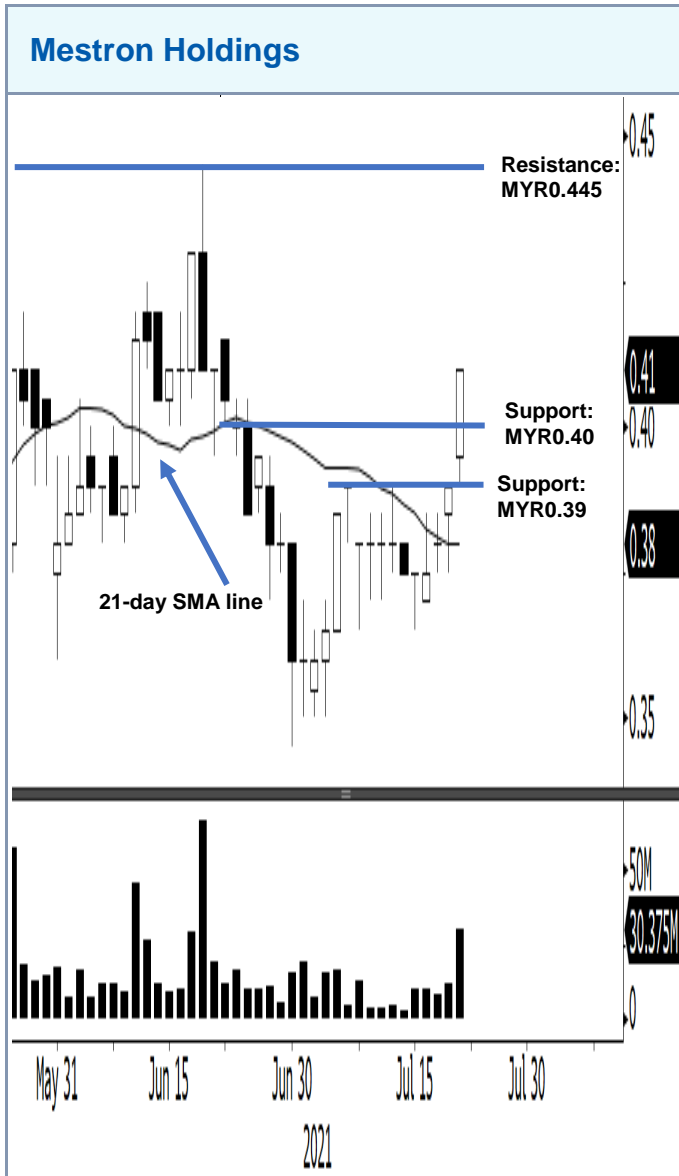 Mestron Holdings
0.45
Resistance:
MYR0.445
0.41
Support:
MYR0.40
0.40
Support:
MYR0.39
0.38
21-day SMA line
0.35
50M
30.375M
0
May 31 Jun 15 Jun 30 Jul 15 Jul 30
2021